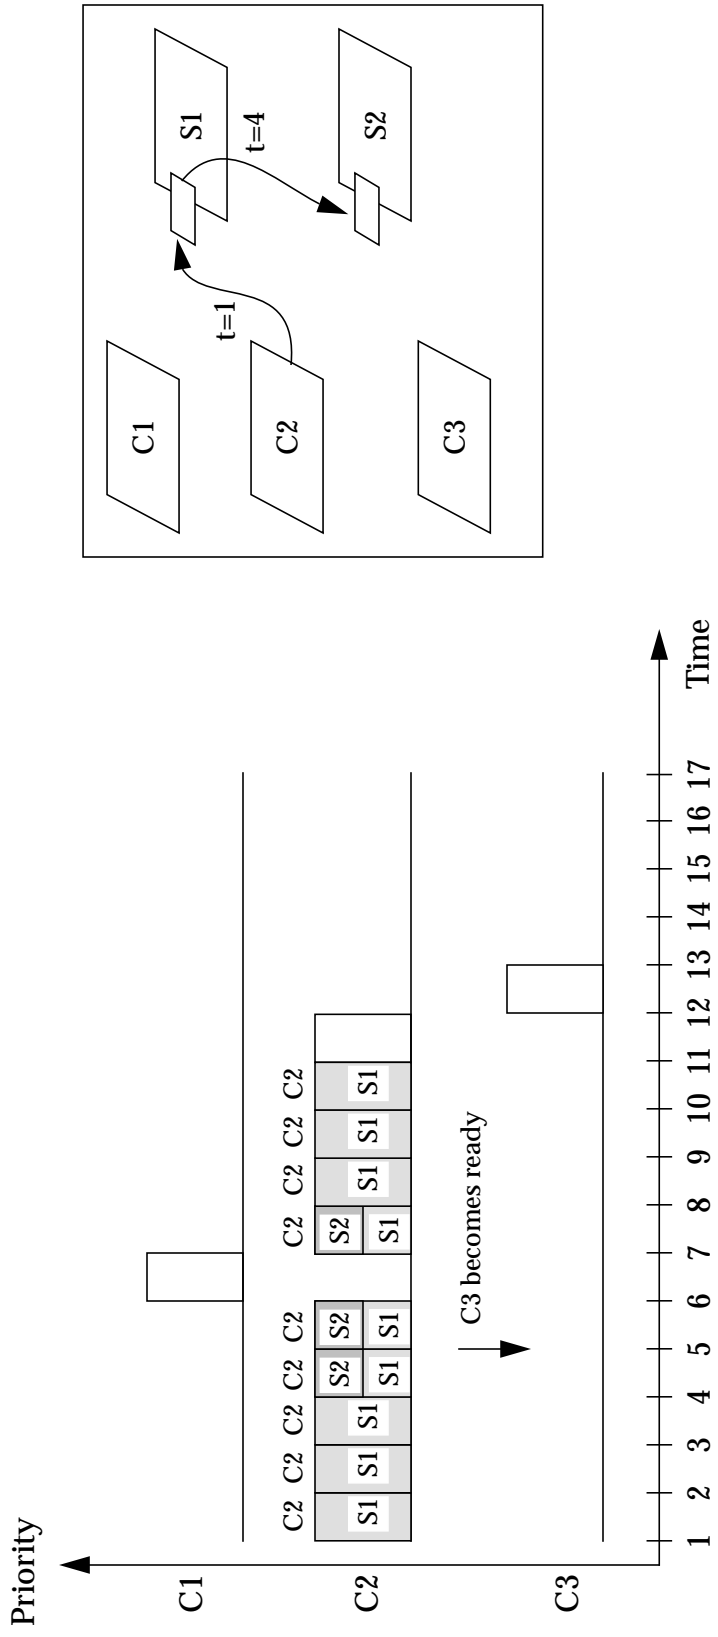 Priority
C1
C2
C3
C2 C2 C2 C2 C2 C2 C2 C2 C2
S2 S2 S2
S1 S1 S1 S1 S1 S1 S1 S1 S1
C3 becomes ready
1 2 3 4 5 6 7 8 9 10 11 12 13 14 15 16 17
Time
C1
C2
C3
t=1
S1
t=4
S2